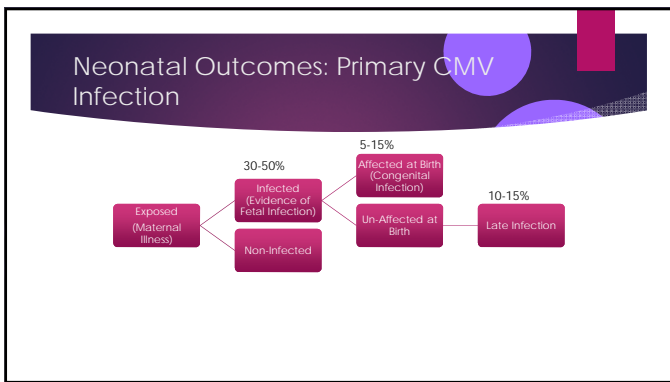 Neonatal Outcomes: Primary CMV
Infection
5-15%
30-50%
Affected at Birth
(Congenital
Infection)
10-15%
Infected
(Evidence of
Fetal Infection)
Exposed
(Maternal
Illness)
Un-Affected at
Birth
Late Infection
Non-Infected